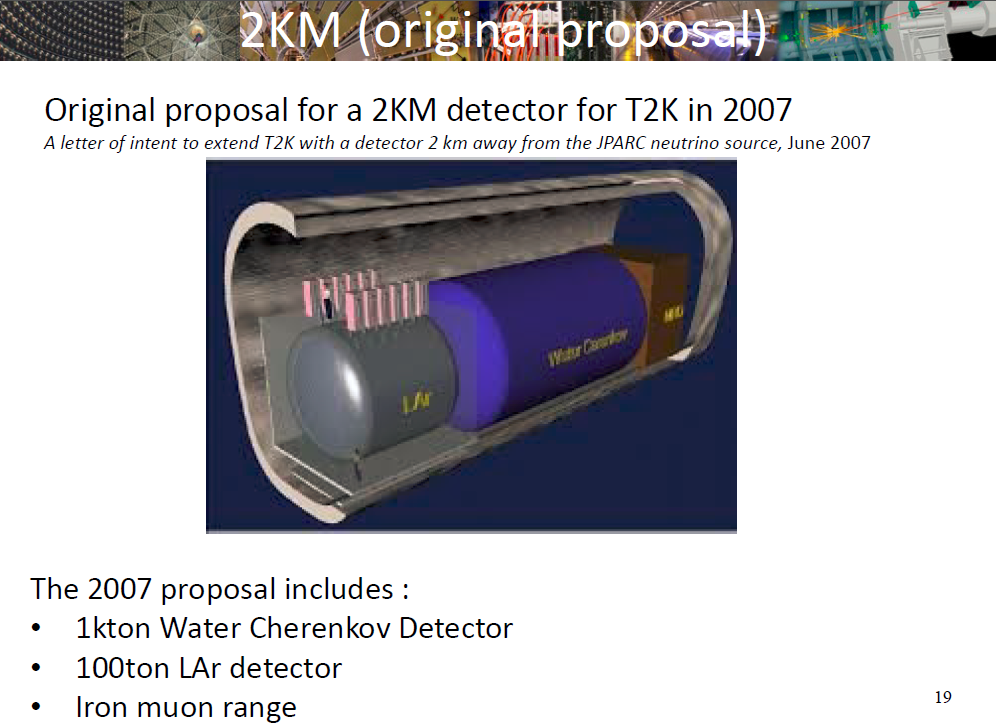 2KM (original proposal)
Original proposal for a 2KM detector for T2K in 2007
A letter of intent to extend T2K with a detector 2 km away from the JPARC neutrino source, June 2007
LAr
Water Cerenkov
The 2007 proposal includes :
• 1kton Water Cherenkov Detector
• 100ton LAr detector
• Iron muon range
19